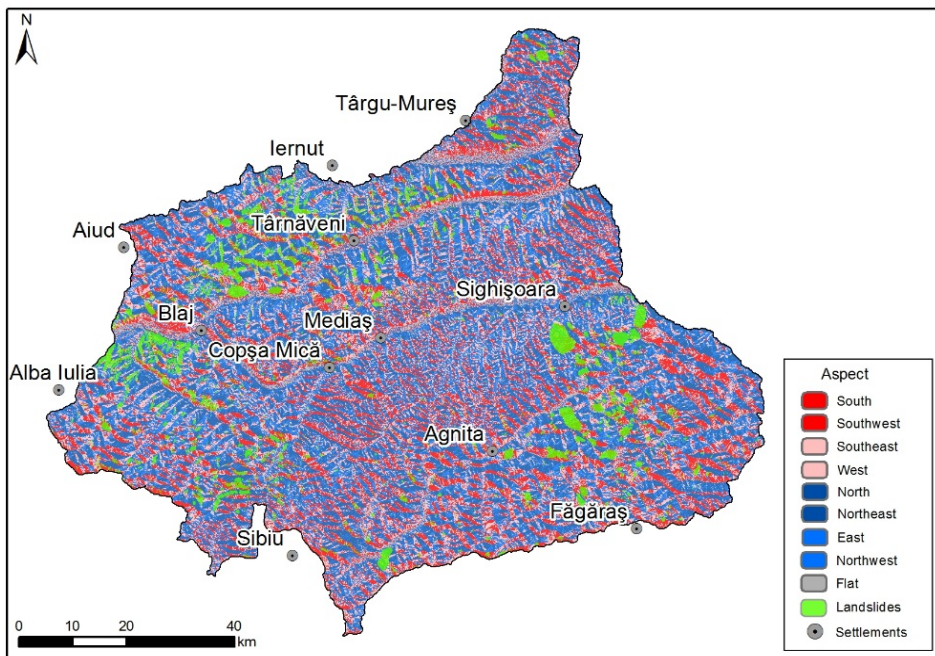 N
Târgu-Mureş
Iernut
Târnăveni
Aiud
Sighişoara
Blaj
Mediaş
Copşa Mică
Alba Iulia
Agnita
Făgăraş
Sibiu
Aspect
South
Southwest
Southeast
West
North
Northeast
East
Northwest
Flat
Landslides
Settlements
0 10 20 40
km